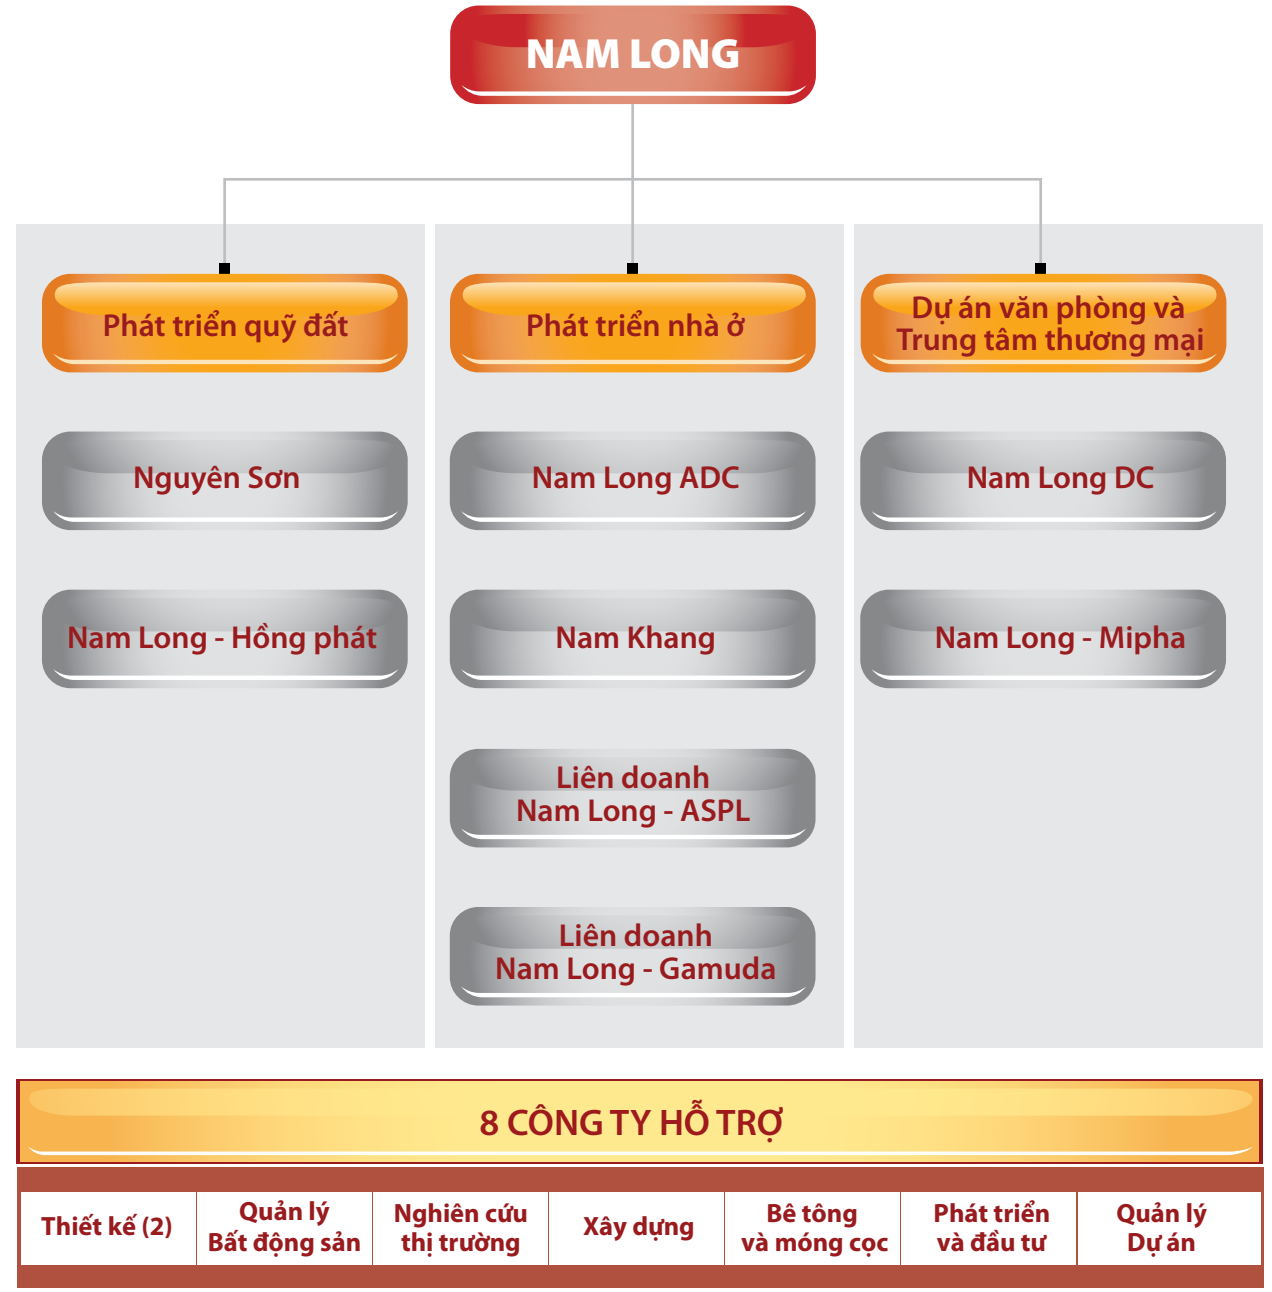 NAM LONG
Phát triển quỹ đất
Phát triển nhà ở
Dự án văn phòng và
Trung tâm thương mại
Nguyên Sơn
Nam Long ADC
Nam Long DC
Nam Long - Hồng phát
Nam Khang
Nam Long - Mipha
Liên doanh
Nam Long - ASPL
Liên doanh
Nam Long - Gamuda
8 CÔNG TY HỖ TRỢ
Thiết kế (2)
Quản lý
Bất động sản
Nghiên cứu
thị trường
Xây dựng
Bê tông
và móng cọc
Phát triển
và đầu tư
Quản lý
Dự án